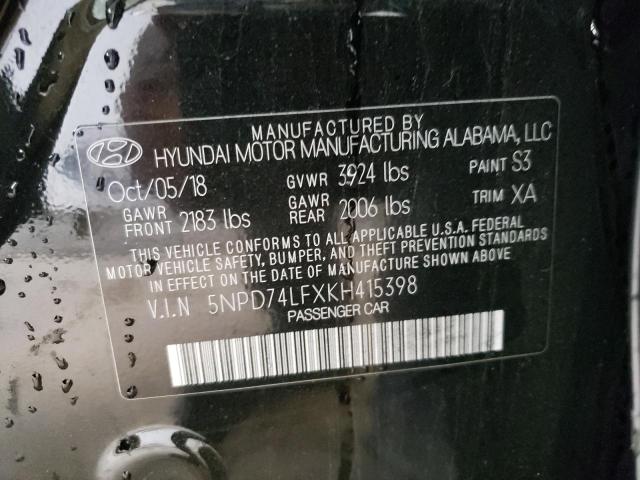 MANUFACTURED BY
HYUNDAI MOTOR MANUFACTURING ALABAMA, LLC
Oct/05/18 GVWR 3924 lbs PAINT S3
GAWR FRONT 2183 lbs GAWR REAR 2006 lbs TRIM XA
THIS VEHICLE CONFORMS TO ALL APPLICABLE U.S.A. FEDERAL
MOTOR VEHICLE SAFETY, BUMPER, AND THEFT PREVENTION STANDARDS
IN EFFECT ON THE DATE OF MANUFACTURE SHOWN ABOVE
V.I.N 5NPD74LFXKH415398
PASSENGER CAR